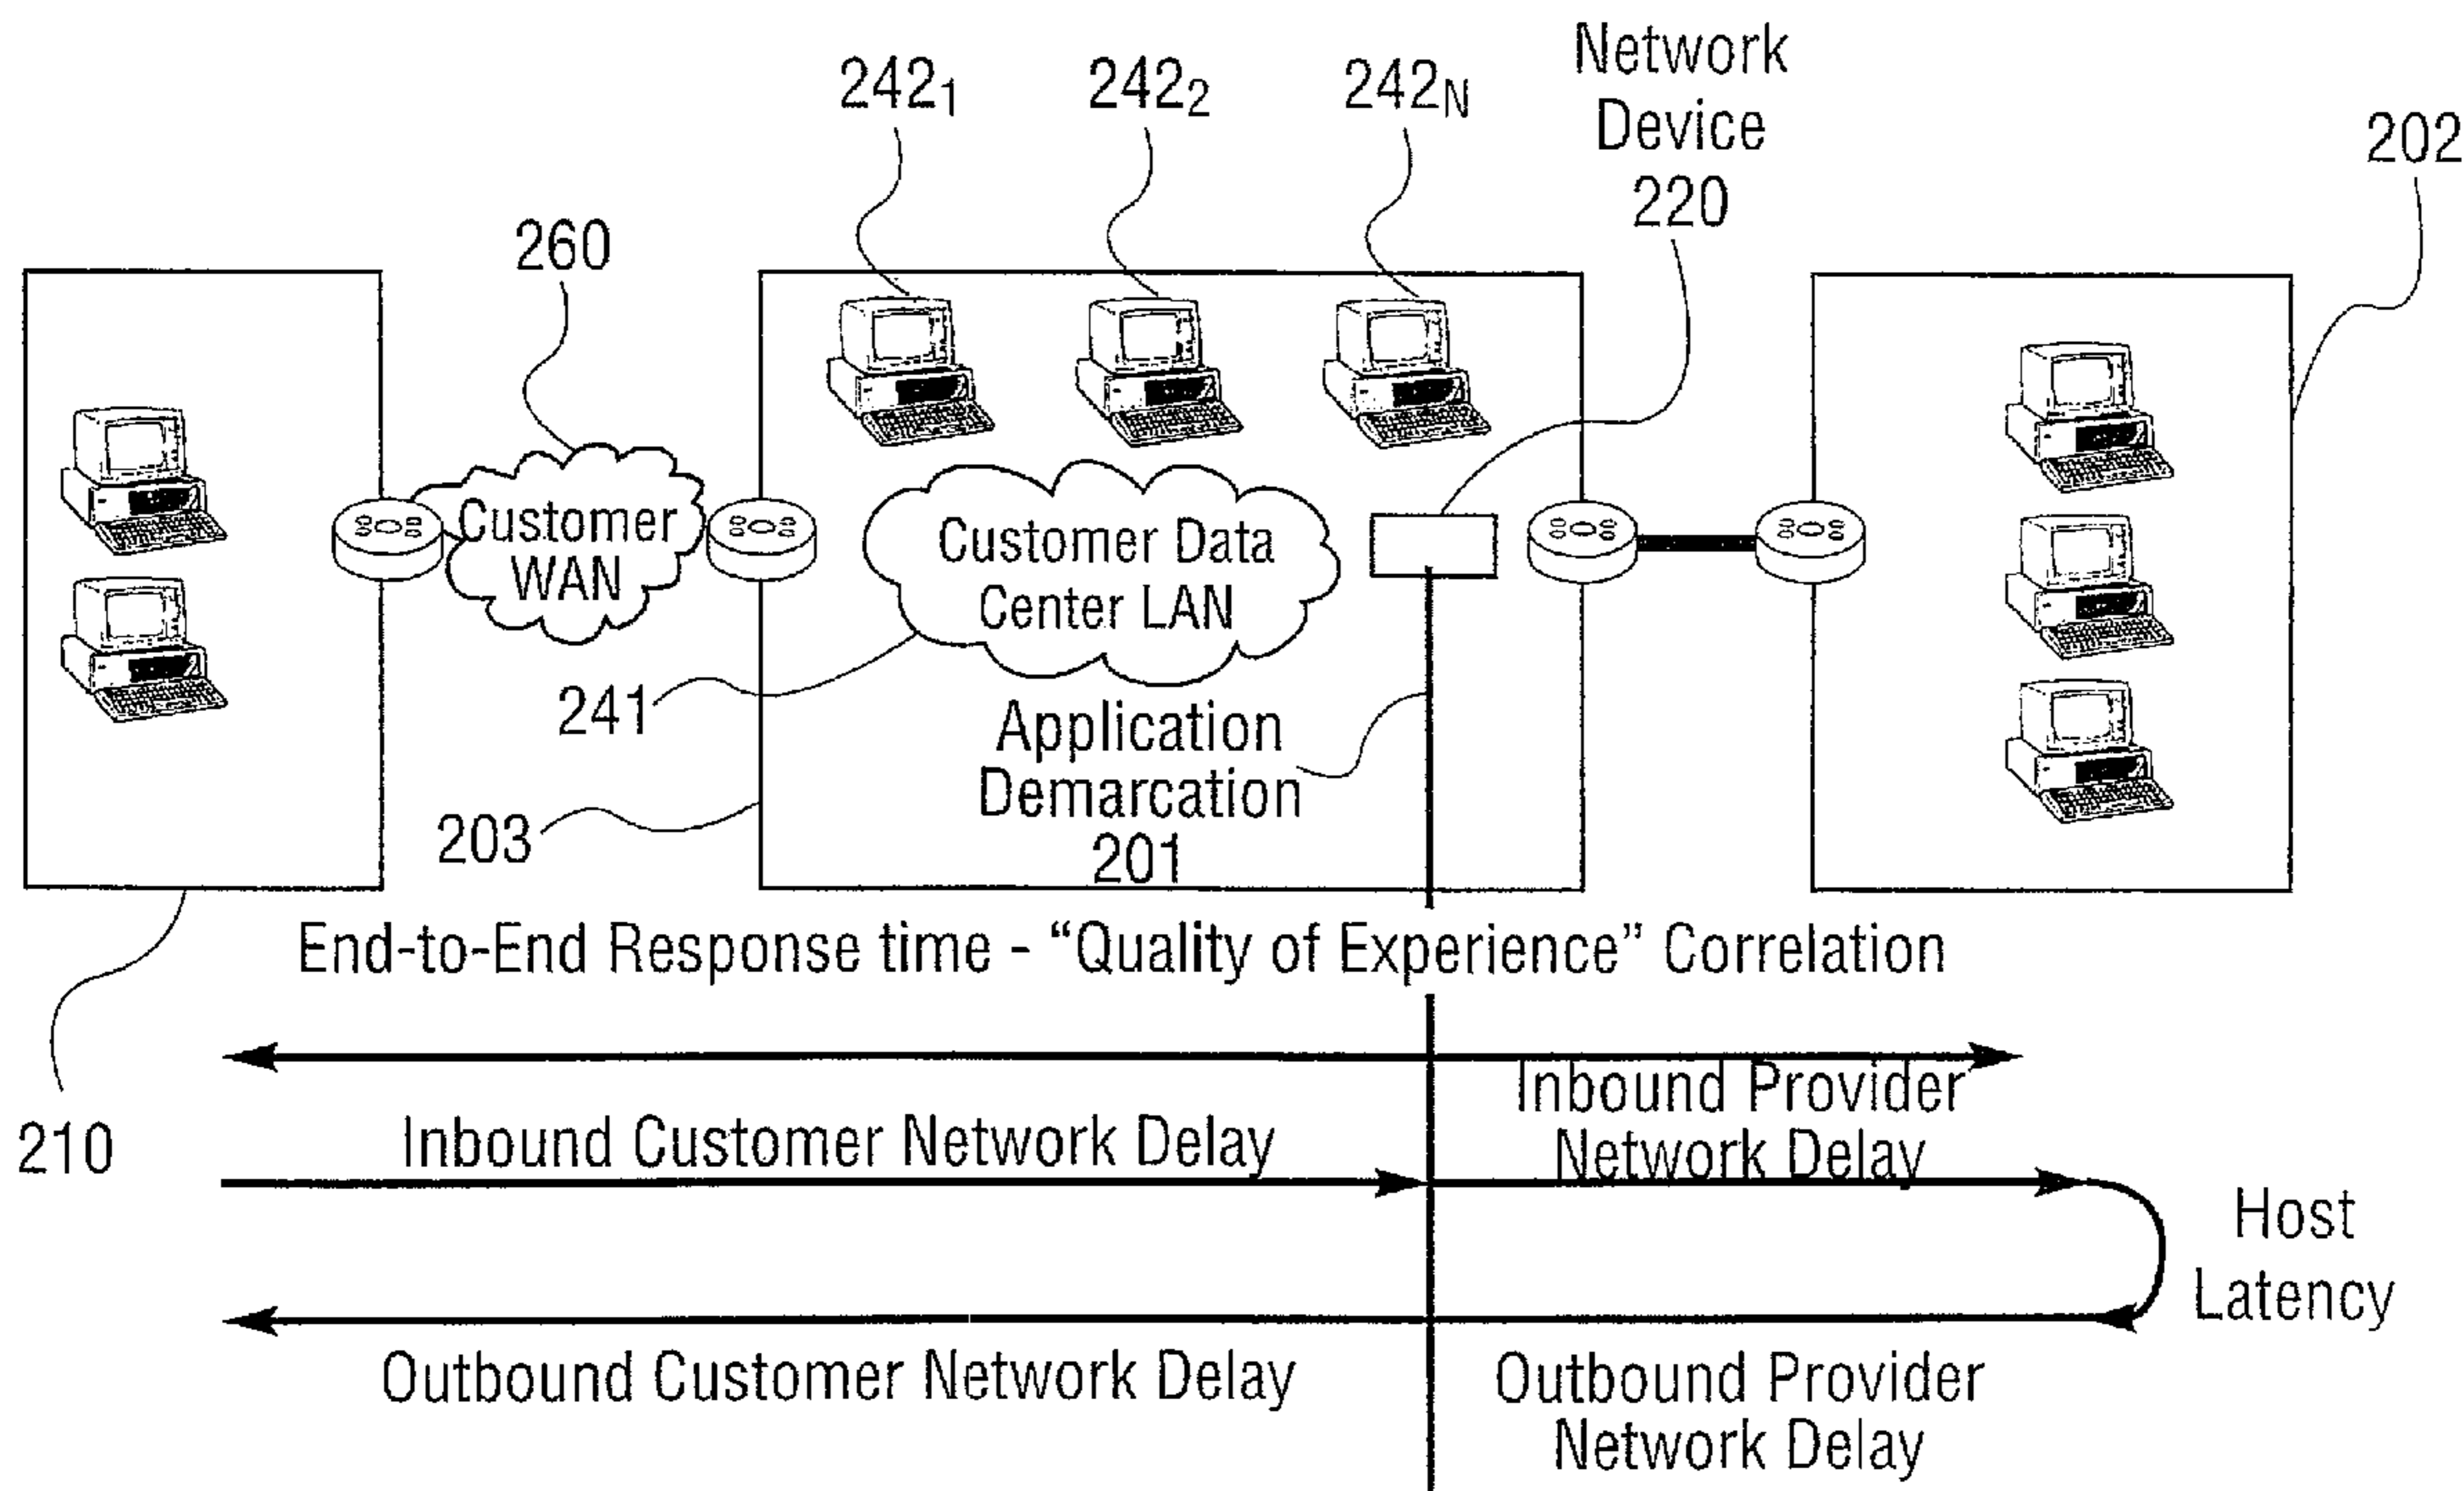 Network
Device
220
242₁
242₂
242N
202
260
Customer
WAN
Customer Data
Center LAN
241
Application
Demarcation
201
203
End-to-End Response time - “Quality of Experience” Correlation
210
Inbound Customer Network Delay
Inbound Provider
Network Delay
Host
Latency
Outbound Customer Network Delay
Outbound Provider
Network Delay